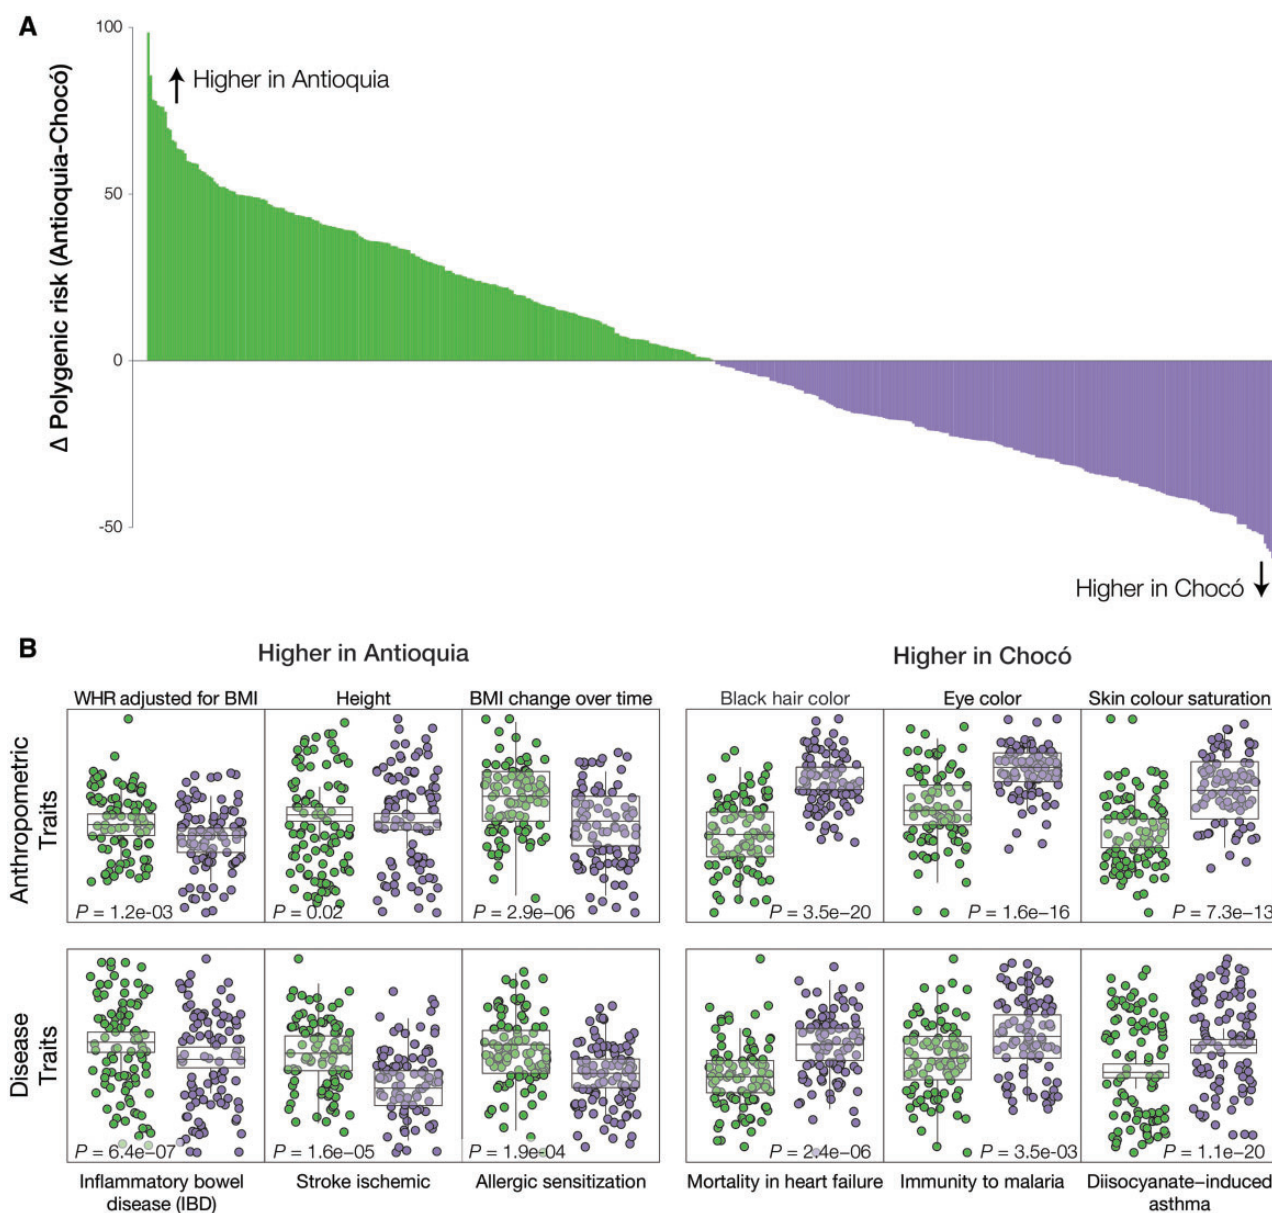 A
Δ Polygenic risk (Antioquia-Chocó)
100
50
0
-50
Higher in Antioquia
Higher in Chocó
B
Higher in Antioquia
Higher in Chocó
Anthropometric
Traits
WHR adjusted for BMI
Height
BMI change over time
Black hair color
Eye color
Skin colour saturation
P = 1.2e-03
P = 0.02
P = 2.9e-06
P = 3.5e-20
P = 1.6e-16
P = 7.3e-13
Disease
Traits
P = 6.4e-07
P = 1.6e-05
P = 1.9e-04
P = 2.4e-06
P = 3.5e-03
P = 1.1e-20
Inflammatory bowel
disease (IBD)
Stroke ischemic
Allergic sensitization
Mortality in heart failure
Immunity to malaria
Diisocyanate-induced
asthma